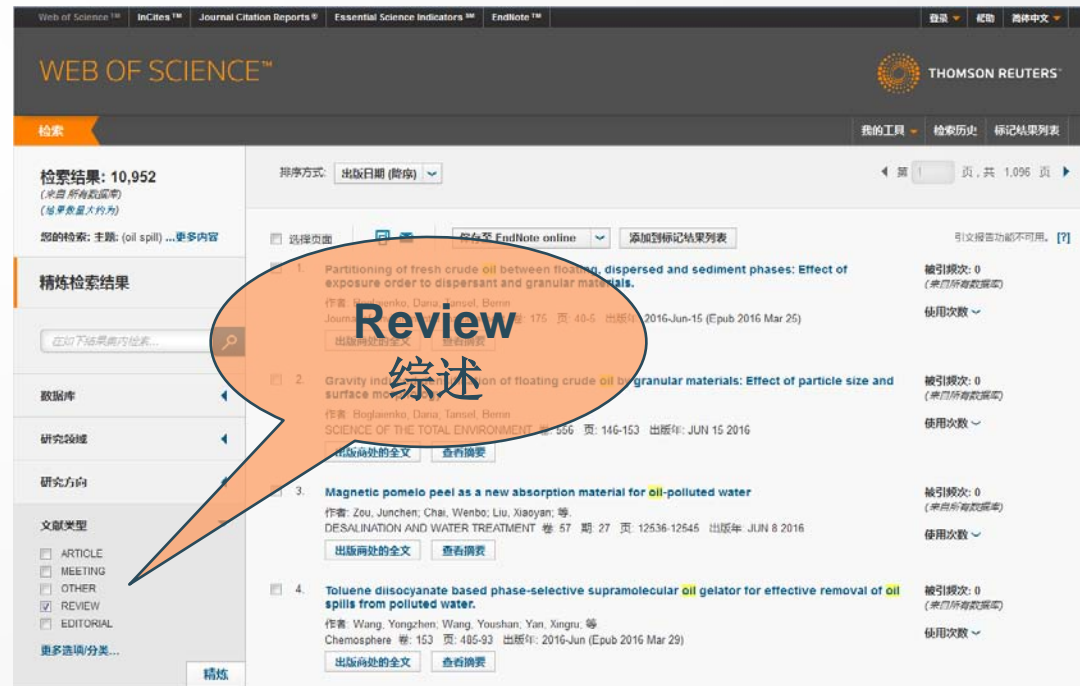 Web of Science™ InCites™ Journal Citation Reports® Essential Science Indicators℠ EndNote™ 登录 帮助 简体中文
WEB OF SCIENCE™
THOMSON REUTERS™
检索 我的工具 检索历史 标记结果列表
检索结果: 10,952
(来自 所有数据库)
(结果数量大约为)
您的检索: 主题: (oil spill) ...更多内容
精炼检索结果
在如下结果集内检索...
数据库
研究领域
研究方向
文献类型
ARTICLE
MEETING
OTHER
REVIEW
EDITORIAL
更多选项/分类...
精炼
排序方式: 出版日期 (降序)
第 1 页,共 1,096 页
选择页面 保存至 EndNote online 添加到标记结果列表 引文报告功能不可用。 [?]
Review
综述
1. Partitioning of fresh crude oil between floating, dispersed and sediment phases: Effect of
exposure order to dispersant and granular materials.
作者: Boglaienko, Dana; Tansel, Berrin
175 页: 40-5 出版年: 2016-Jun-15 (Epub 2016 Mar 25)
出版商处的全文 查看摘要
被引频次: 0
(来自所有数据库)
使用次数
2. Gravity of floating crude oil by granular materials: Effect of particle size and
surface morphology
作者: Boglaienko, Dana; Tansel, Berrin
SCIENCE OF THE TOTAL ENVIRONMENT 卷: 556 页: 146-153 出版年: JUN 15 2016
出版商处的全文 查看摘要
被引频次: 0
(来自所有数据库)
使用次数
3. Magnetic pomelo peel as a new absorption material for oil-polluted water
作者: Zou, Junchen; Chai, Wenbo; Liu, Xiaoyan; 等.
DESALINATION AND WATER TREATMENT 卷: 57 期: 27 页: 12536-12545 出版年: JUN 8 2016
出版商处的全文 查看摘要
被引频次: 0
(来自所有数据库)
使用次数
4. Toluene diisocyanate based phase-selective supramolecular oil gelator for effective removal of oil
spills from polluted water.
作者: Wang, Yongzhen; Wang, Youshan; Yan, Xingru; 等
Chemosphere 卷: 153 页: 485-93 出版年: 2016-Jun (Epub 2016 Mar 29)
出版商处的全文 查看摘要
被引频次: 0
(来自所有数据库)
使用次数